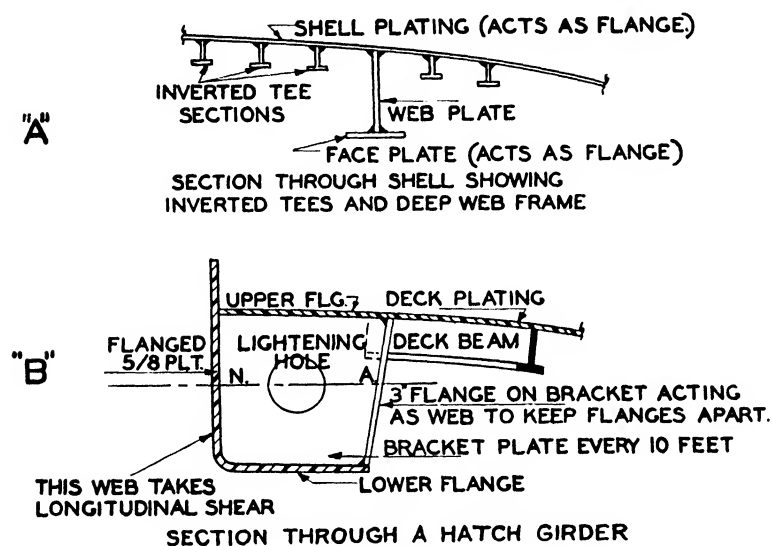 SHELL PLATING (ACTS AS FLANGE.)
INVERTED TEE
SECTIONS
WEB PLATE
"A"
FACE PLATE (ACTS AS FLANGE)
SECTION THROUGH SHELL SHOWING
INVERTED TEES AND DEEP WEB FRAME
UPPER FLG.
DECK PLATING
FLANGED
5/8 PLT.
LIGHTENING
HOLE
DECK BEAM
"B"
N.
A.
3" FLANGE ON BRACKET ACTING
AS WEB TO KEEP FLANGES APART.
BRACKET PLATE EVERY 10 FEET
THIS WEB TAKES
LONGITUDINAL SHEAR
LOWER FLANGE
SECTION THROUGH A HATCH GIRDER